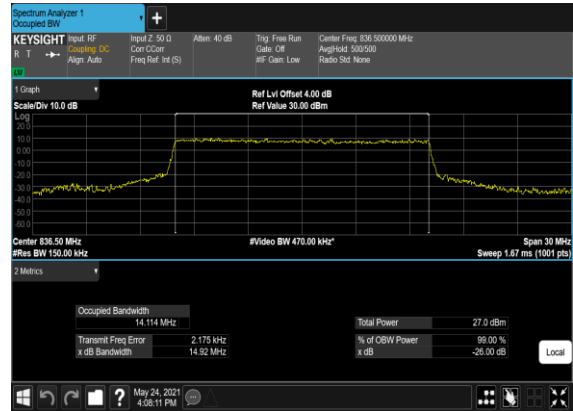 Spectrum Analyzer 1
Occupied BW
KEYSIGHT Input: RF Input Z: 50 Ω Atten: 40 dB Trig: Free Run Center Freq: 836.500000 MHz
R T Coupling: DC Corr CCorr Gate: Off Avg|Hold: 500/500
Align: Auto Freq Ref: Int (S) #IF Gain: Low Radio Std: None
LW
1 Graph
Ref Lvl Offset 4.00 dB
Scale/Div 10.0 dB Ref Value 30.00 dBm
Log
20.0
10.0
0.00
-10.0
-20.0
-30.0
-40.0
-50.0
-60.0
Center 836.50 MHz #Video BW 470.00 kHz* Span 30 MHz
#Res BW 150.00 kHz Sweep 1.67 ms (1001 pts)
2 Metrics
Occupied Bandwidth
14.114 MHz Total Power 27.0 dBm
Transmit Freq Error 2.175 kHz % of OBW Power 99.00 %
x dB Bandwidth 14.92 MHz x dB -26.00 dB
Local
May 24, 2021
4:08:11 PM